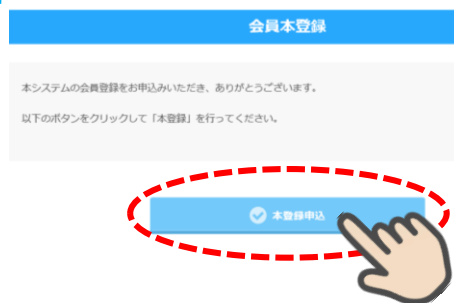 会員本登録
本システムの会員登録をお申込みいただき、ありがとうございます。
以下のボタンをクリックして「本登録」を行ってください。
本登録申込